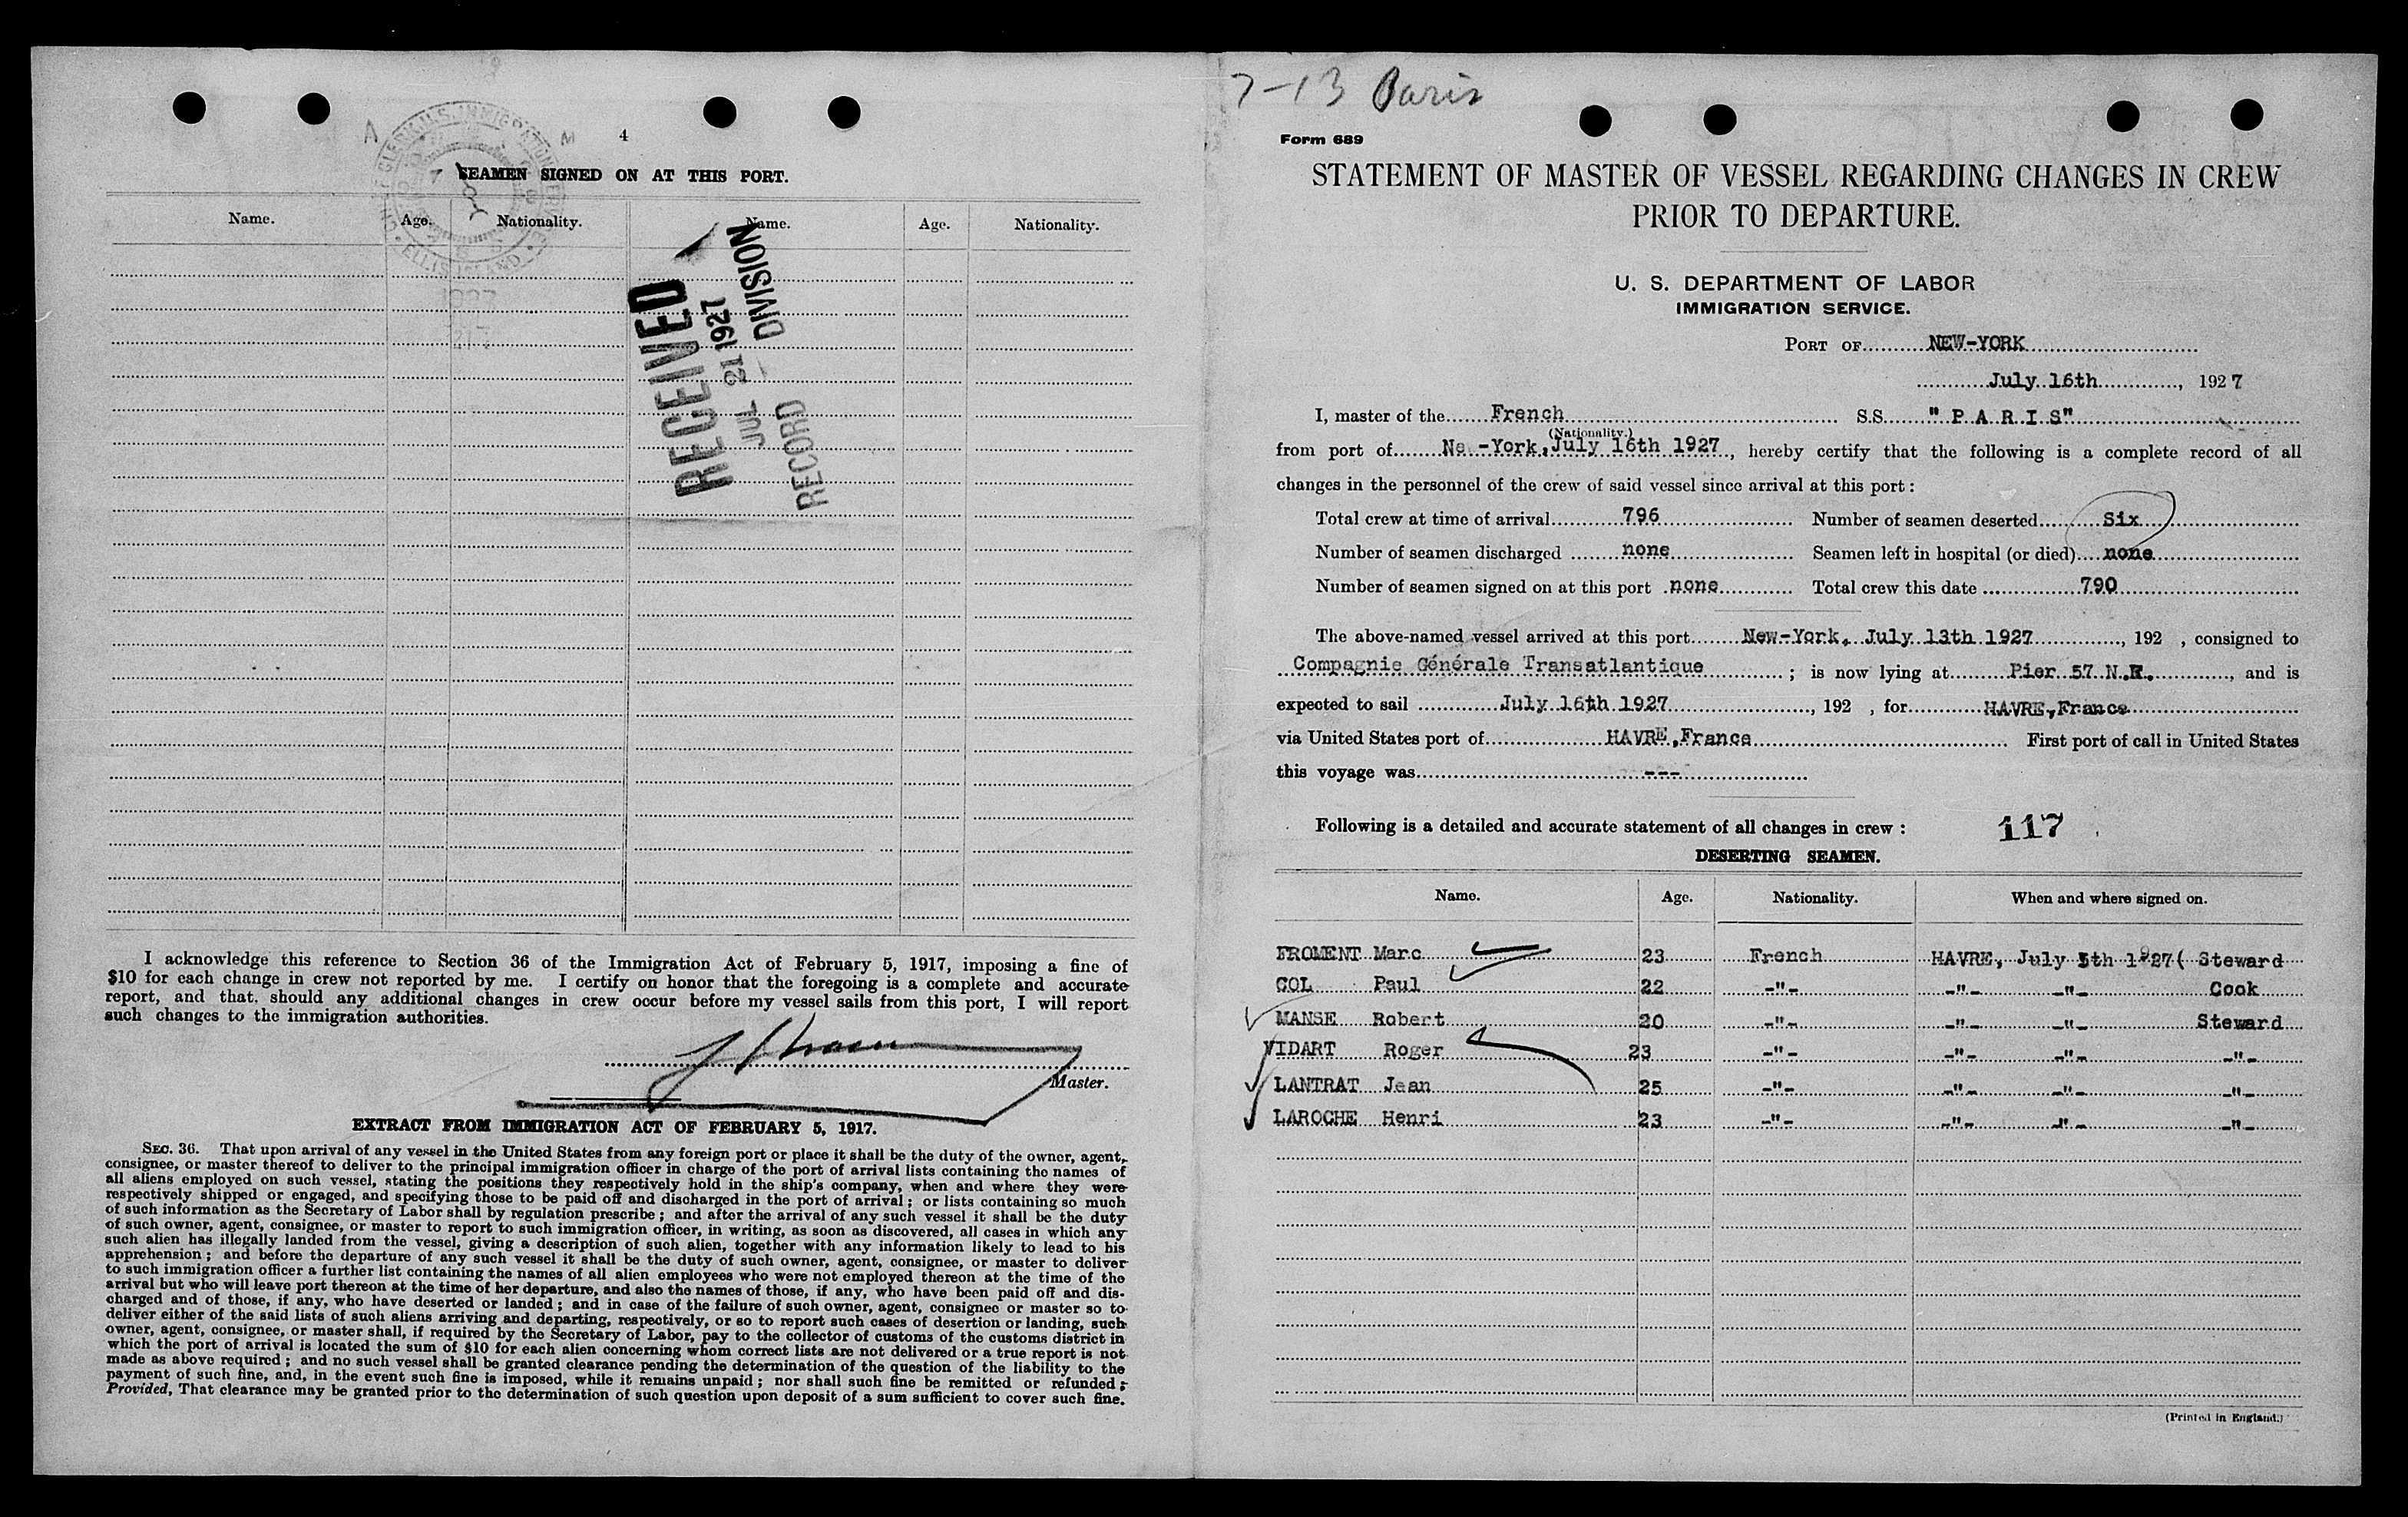 4
SEAMEN SIGNED ON AT THIS PORT.
Name. Age. Nationality. Name. Age. Nationality.
ELLIS ISLAND
RECEIVED
JUL 21 1927
RECORD DIVISION
I acknowledge this reference to Section 36 of the Immigration Act of February 5, 1917, imposing a fine of
$10 for each change in crew not reported by me. I certify on honor that the foregoing is a complete and accurate
report, and that. should any additional changes in crew occur before my vessel sails from this port, I will report
such changes to the immigration authorities.
Master.
EXTRACT FROM IMMIGRATION ACT OF FEBRUARY 5, 1917.
SEC. 36. That upon arrival of any vessel in the United States from any foreign port or place it shall be the duty of the owner, agent,
consignee, or master thereof to deliver to the principal immigration officer in charge of the port of arrival lists containing the names of
all aliens employed on such vessel, stating the positions they respectively hold in the ship's company, when and where they were
respectively shipped or engaged, and specifying those to be paid off and discharged in the port of arrival; or lists containing so much
of such information as the Secretary of Labor shall by regulation prescribe; and after the arrival of any such vessel it shall be the duty
of such owner, agent, consignee, or master to report to such immigration officer, in writing, as soon as discovered, all cases in which any
such alien has illegally landed from the vessel, giving a description of such alien, together with any information likely to lead to his
apprehension; and before the departure of any such vessel it shall be the duty of such owner, agent, consignee, or master to deliver
to such immigration officer a further list containing the names of all alien employees who were not employed thereon at the time of the
arrival but who will leave port thereon at the time of her departure, and also the names of those, if any, who have been paid off and dis-
charged and of those, if any, who have deserted or landed; and in case of the failure of such owner, agent, consignee or master so to
deliver either of the said lists of such aliens arriving and departing, respectively, or so to report such cases of desertion or landing, such
owner, agent, consignee, or master shall, if required by the Secretary of Labor, pay to the collector of customs of the customs district in
which the port of arrival is located the sum of $10 for each alien concerning whom correct lists are not delivered or a true report is not
made as above required; and no such vessel shall be granted clearance pending the determination of the question of the liability to the
payment of such fine, and, in the event such fine is imposed, while it remains unpaid; nor shall such fine be remitted or refunded;
Provided, That clearance may be granted prior to the determination of such question upon deposit of a sum sufficient to cover such fine.
7-13 Paris
Form 689
STATEMENT OF MASTER OF VESSEL REGARDING CHANGES IN CREW
PRIOR TO DEPARTURE.
U. S. DEPARTMENT OF LABOR
IMMIGRATION SERVICE.
PORT OF NEW-YORK
July 16th, 1927
I, master of the French S.S. "P A R I S"
(Nationality.)
from port of Ne -York, July 16th 1927, hereby certify that the following is a complete record of all
changes in the personnel of the crew of said vessel since arrival at this port:
Total crew at time of arrival 796 Number of seamen deserted Six
Number of seamen discharged none Seamen left in hospital (or died) none
Number of seamen signed on at this port none Total crew this date 790
The above-named vessel arrived at this port New-York, July 13th 1927, 192 , consigned to
Compagnie Générale Transatlantique; is now lying at Pier 57 N.R., and is
expected to sail July 16th 1927, 192 , for HAVRE, France
via United States port of HAVRE, France First port of call in United States
this voyage was ---
Following is a detailed and accurate statement of all changes in crew: 117
DESERTING SEAMEN.
Name. Age. Nationality. When and where signed on.
FROMENT Marc 23 French HAVRE, July 5th 1927( Steward
COL Paul 22 -"- -"- -"- Cook
MANSE Robert 20 -"- -"- -"- Steward
VIDART Roger 23 -"- -"- -"- -"-
LANTRAT Jean 25 -"- -"- -"- -"-
LAROCHE Henri 23 -"- -"- -"- -"-
(Printed in England.)